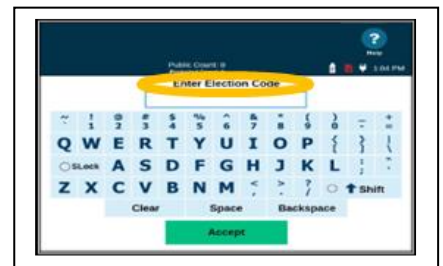 ?
Help
Public Count: 0
1:04 PM
Enter Election Code
~ ! @ # $ % ^ & * ( ) _ +
` 1 2 3 4 5 6 7 8 9 0 - =
Q W E R T Y U I O P { } |
SLock A S D F G H J K L : "
Z X C V B N M < > ? Shift
Clear Space Backspace
Accept